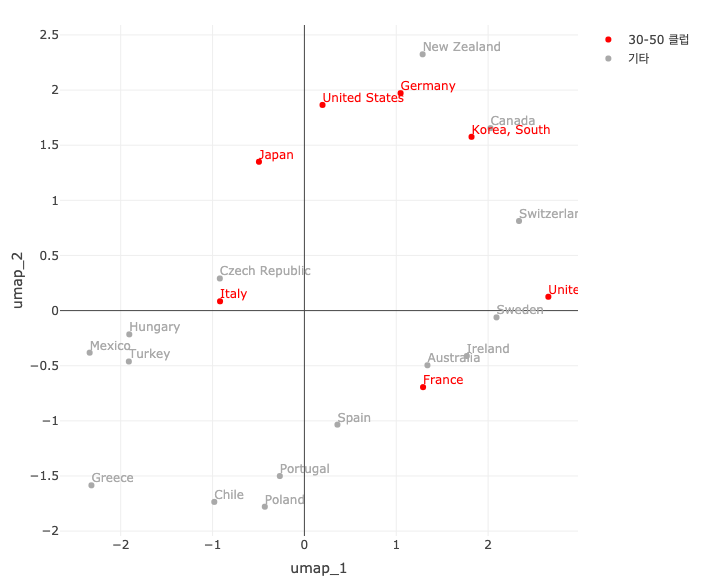 2.5
2
1.5
1
0.5
0
−0.5
−1
−1.5
−2
−2
−1
0
1
2
umap_1
umap_2
New Zealand
Germany
United States
Canada
Korea, South
Japan
Switzerlar
Czech Republic
Italy
Unite
Sweden
Hungary
Mexico
Turkey
Ireland
Australia
France
Spain
Portugal
Greece
Chile
Poland
30-50 클럽
기타